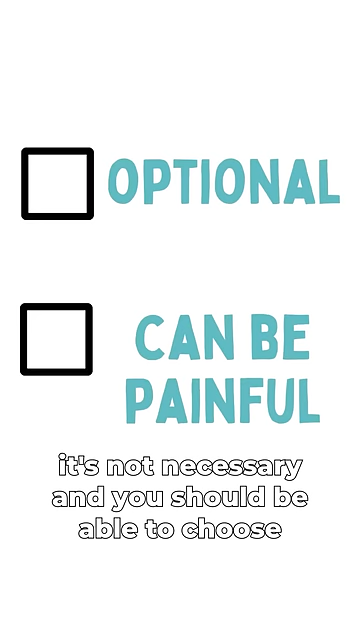 OPTIONAL
CAN BE
PAINFUL
it's not necessary
and you should be
able to choose